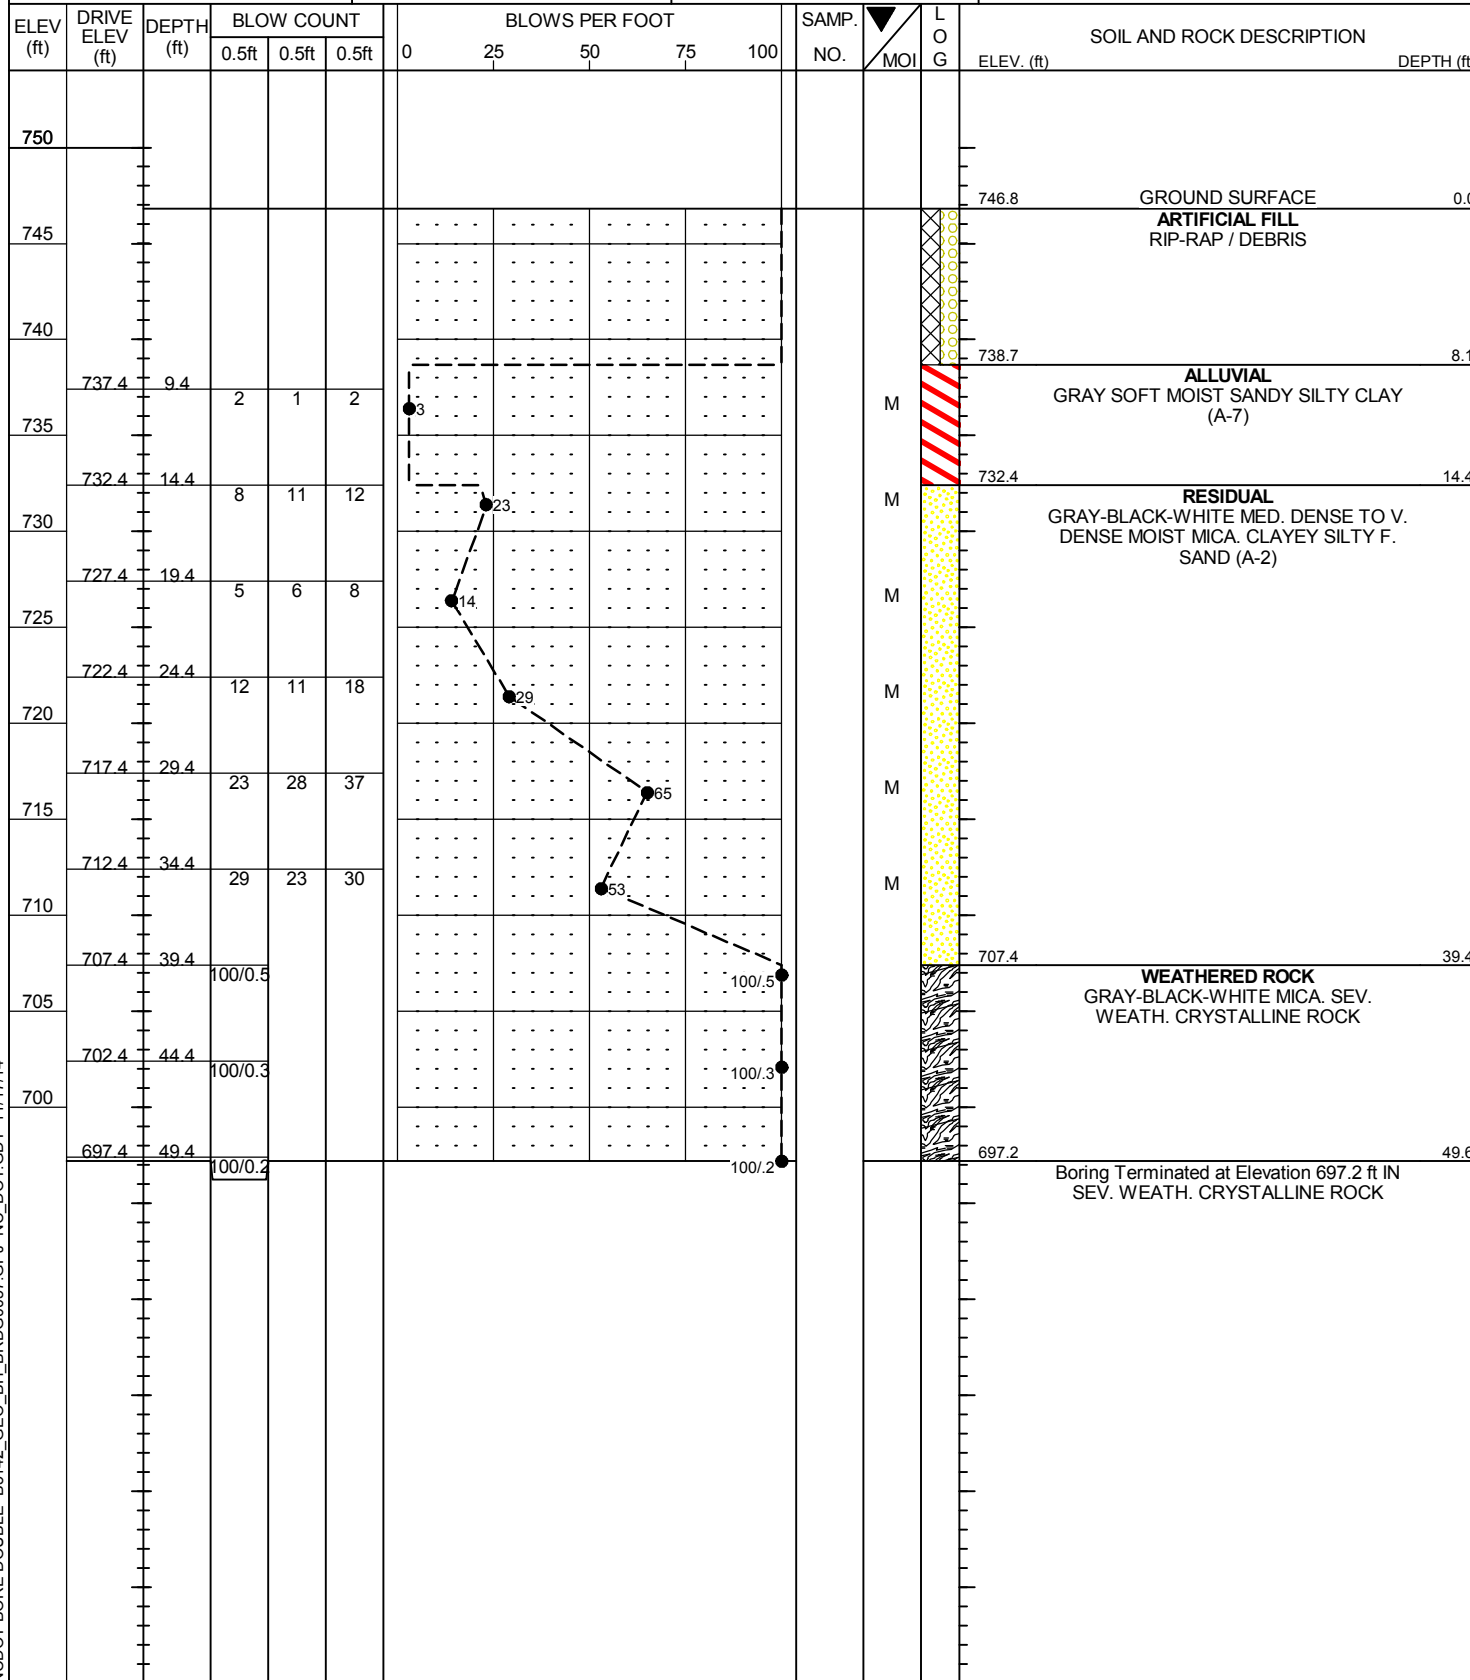 ELEV (ft) DRIVE ELEV (ft) DEPTH (ft) BLOW COUNT BLOWS PER FOOT SAMP. NO. MOI LOG SOIL AND ROCK DESCRIPTION
0.5ft 0.5ft 0.5ft 0 25 50 75 100 ELEV. (ft) DEPTH (ft
750
746.8 GROUND SURFACE 0.0
ARTIFICIAL FILL
745 RIP-RAP / DEBRIS
740
738.7 8.1
737.4 9.4 ALLUVIAL
2 1 2 3 M GRAY SOFT MOIST SANDY SILTY CLAY
(A-7)
735
732.4 14.4 732.4 14.4
8 11 12 23 M RESIDUAL
GRAY-BLACK-WHITE MED. DENSE TO V.
730 DENSE MOIST MICA. CLAYEY SILTY F.
SAND (A-2)
727.4 19.4
5 6 8 14 M
725
722.4 24.4
12 11 18 29 M
720
717.4 29.4
23 28 37 65 M
715
712.4 34.4
29 23 30 53 M
710
707.4 39.4 707.4 39.4
100/0.5 100/.5 WEATHERED ROCK
705 GRAY-BLACK-WHITE MICA. SEV.
WEATH. CRYSTALLINE ROCK
702.4 44.4
100/0.3 100/.3
700
697.4 49.4 697.2 49.6
100/0.2 100/.2 Boring Terminated at Elevation 697.2 ft IN
SEV. WEATH. CRYSTALLINE ROCK